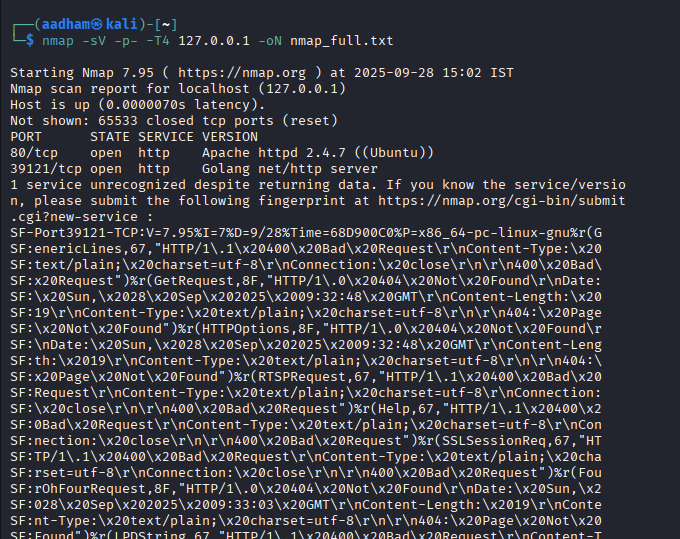 ┌──(aadham㉿kali)-[~]
└─$ nmap -sV -p- -T4 127.0.0.1 -oN nmap_full.txt
Starting Nmap 7.95 ( https://nmap.org ) at 2025-09-28 15:02 IST
Nmap scan report for localhost (127.0.0.1)
Host is up (0.0000070s latency).
Not shown: 65533 closed tcp ports (reset)
PORT      STATE SERVICE VERSION
80/tcp    open  http    Apache httpd 2.4.7 ((Ubuntu))
39121/tcp open  http    Golang net/http server
1 service unrecognized despite returning data. If you know the service/versio
n, please submit the following fingerprint at https://nmap.org/cgi-bin/submit
.cgi?new-service :
SF-Port39121-TCP:V=7.95%I=7%D=9/28%Time=68D900C0%P=x86_64-pc-linux-gnu%r(G
SF:enericLines,67,"HTTP/1\.1\x20400\x20Bad\x20Request\r\nContent-Type:\x20
SF:text/plain;\x20charset=utf-8\r\nConnection:\x20close\r\n\r\n400\x20Bad\
SF:x20Request")%r(GetRequest,8F,"HTTP/1\.0\x20404\x20Not\x20Found\r\nDate:
SF:\x20Sun,\x2028\x20Sep\x202025\x2009:32:48\x20GMT\r\nContent-Length:\x20
SF:19\r\nContent-Type:\x20text/plain;\x20charset=utf-8\r\n\r\n404:\x20Page
SF:\x20Not\x20Found")%r(HTTPOptions,8F,"HTTP/1\.0\x20404\x20Not\x20Found\r
SF:\nDate:\x20Sun,\x2028\x20Sep\x202025\x2009:32:48\x20GMT\r\nContent-Leng
SF:th:\x2019\r\nContent-Type:\x20text/plain;\x20charset=utf-8\r\n\r\n404:\
SF:x20Page\x20Not\x20Found")%r(RTSPRequest,67,"HTTP/1\.1\x20400\x20Bad\x20
SF:Request\r\nContent-Type:\x20text/plain;\x20charset=utf-8\r\nConnection:
SF:\x20close\r\n\r\n400\x20Bad\x20Request")%r(Help,67,"HTTP/1\.1\x20400\x2
SF:0Bad\x20Request\r\nContent-Type:\x20text/plain;\x20charset=utf-8\r\nCon
SF:nection:\x20close\r\n\r\n400\x20Bad\x20Request")%r(SSLSessionReq,67,"HT
SF:TP/1\.1\x20400\x20Bad\x20Request\r\nContent-Type:\x20text/plain;\x20cha
SF:rset=utf-8\r\nConnection:\x20close\r\n\r\n400\x20Bad\x20Request")%r(Fou
SF:rOhFourRequest,8F,"HTTP/1\.0\x20404\x20Not\x20Found\r\nDate:\x20Sun,\x2
SF:028\x20Sep\x202025\x2009:33:03\x20GMT\r\nContent-Length:\x2019\r\nConte
SF:nt-Type:\x20text/plain;\x20charset=utf-8\r\n\r\n404:\x20Page\x20Not\x20
SF:Found")%r(LPDString,67,"HTTP/1\.1\x20400\x20Bad\x20Request\r\nContent-T